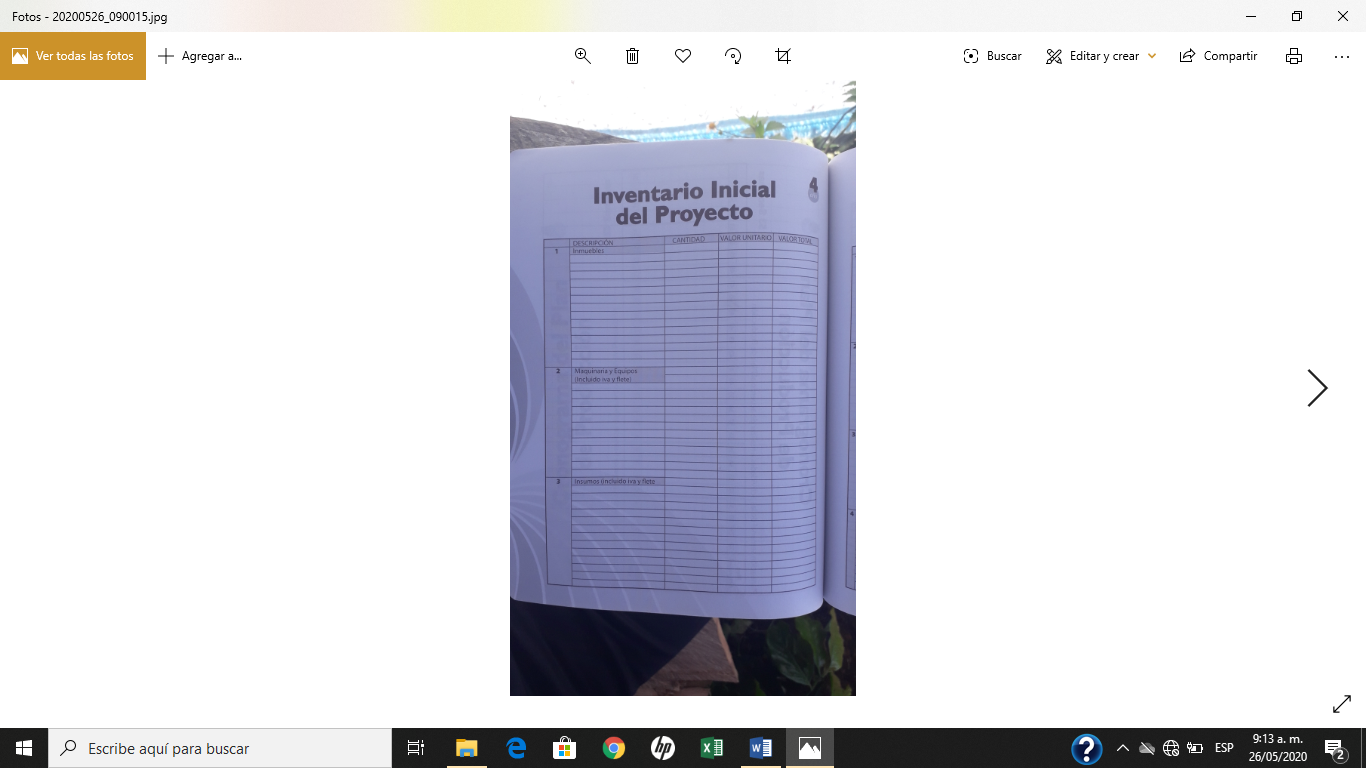 Fotos - 20200526_090015.jpg
Ver todas las fotos
Agregar a...
Buscar
Editar y crear
Compartir
Inventario Inicial
4
del Proyecto
DESCRIPCIÓN CANTIDAD VALOR UNITARIO VALOR TOTAL
1 Inmuebles
2 Maquinaria y Equipos
(incluido iva y flete)
3 Insumos (incluido iva y flete
Escribe aquí para buscar
hp
ESP
9:13 a. m.
26/05/2020
2